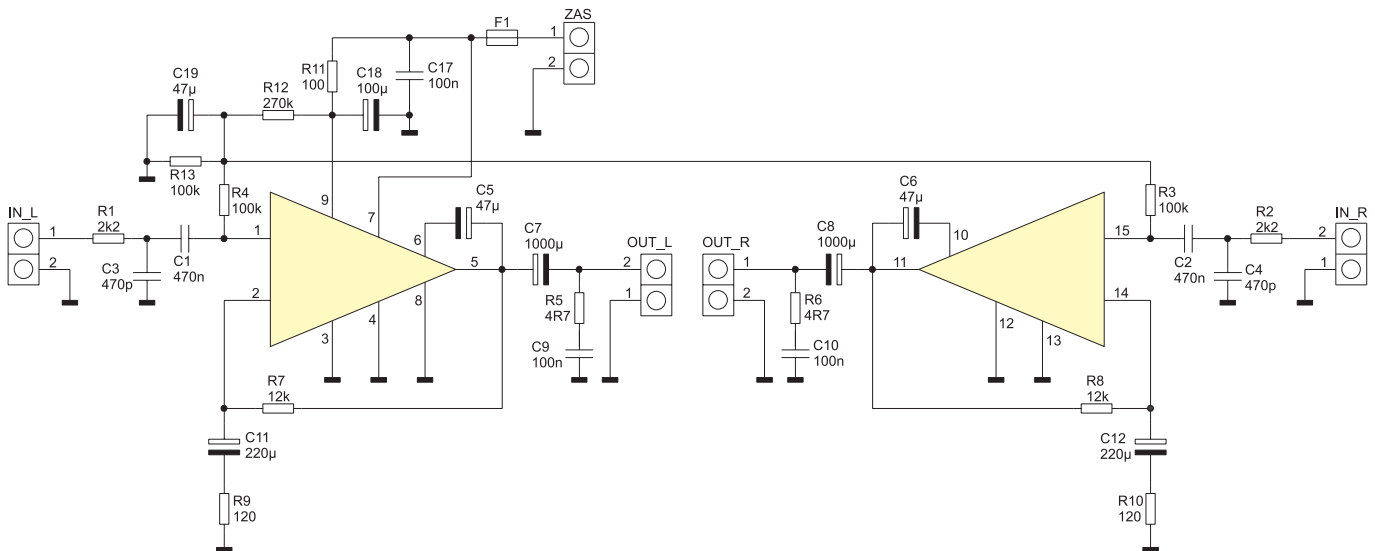 ZAS
F1
1
2
C19
47µ
R12
270k
R11
100
C18
100µ
C17
100n
R13
100k
R4
100k
IN_L
1
2
R1
2k2
C3
470p
C1
470n
1
2
9
7
6
5
8
3
4
C5
47µ
C7
1000µ
R5
4R7
C9
100n
OUT_L
2
1
R7
12k
C11
220µ
R9
120
OUT_R
1
2
C8
1000µ
R6
4R7
C10
100n
C6
47µ
10
11
12
13
15
14
R3
100k
C2
470n
R2
2k2
C4
470p
IN_R
2
1
R8
12k
C12
220µ
R10
120